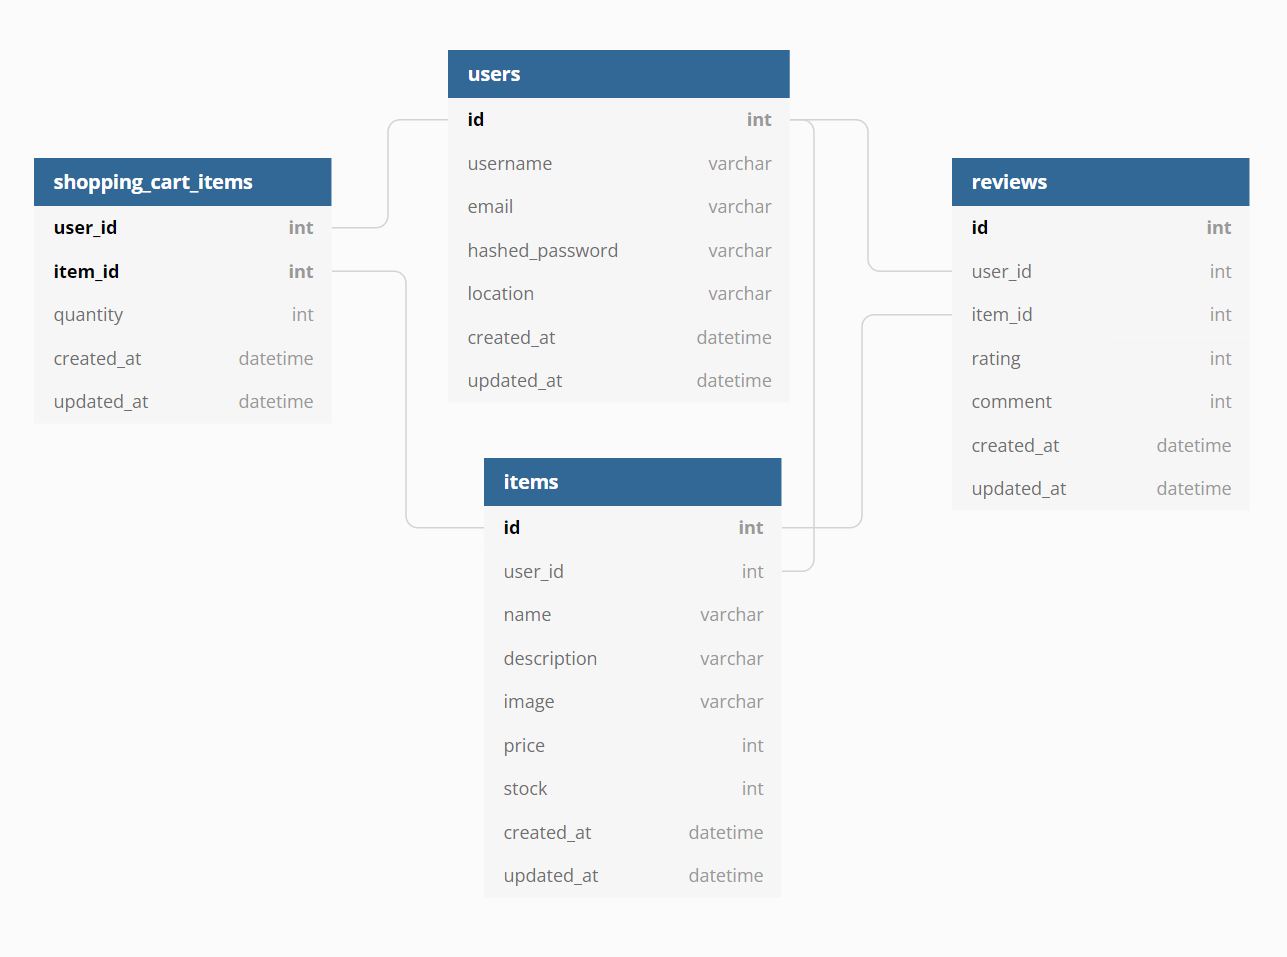 users
id int
username varchar
email varchar
hashed_password varchar
location varchar
created_at datetime
updated_at datetime
shopping_cart_items
user_id int
item_id int
quantity int
created_at datetime
updated_at datetime
reviews
id int
user_id int
item_id int
rating int
comment int
created_at datetime
updated_at datetime
items
id int
user_id int
name varchar
description varchar
image varchar
price int
stock int
created_at datetime
updated_at datetime